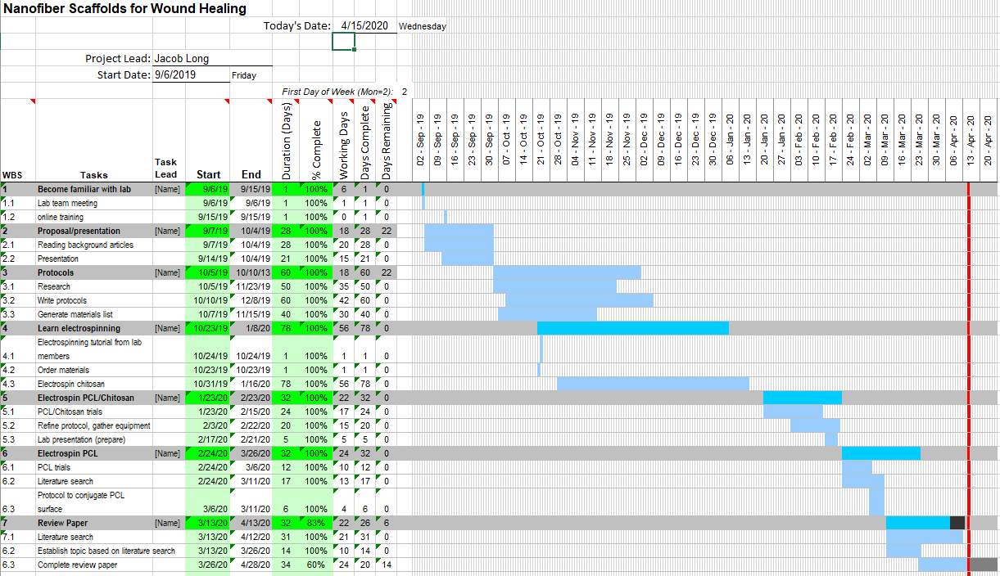 Nanofiber Scaffolds for Wound Healing
Today's Date: 4/15/2020 Wednesday
Project Lead: Jacob Long
Start Date: 9/6/2019 Friday
First Day of Week (Mon=2): 2
WBS Tasks Task Lead Start End Duration (Days) % Complete Working Days Days Complete Days Remaining 02 - Sep - 19 09 - Sep - 19 16 - Sep - 19 23 - Sep - 19 30 - Sep - 19 07 - Oct - 19 14 - Oct - 19 21 - Oct - 19 28 - Oct - 19 04 - Nov - 19 11 - Nov - 19 18 - Nov - 19 25 - Nov - 19 02 - Dec - 19 09 - Dec - 19 16 - Dec - 19 23 - Dec - 19 30 - Dec - 19 06 - Jan - 20 13 - Jan - 20 20 - Jan - 20 27 - Jan - 20 03 - Feb - 20 10 - Feb - 20 17 - Feb - 20 24 - Feb - 20 02 - Mar - 20 09 - Mar - 20 16 - Mar - 20 23 - Mar - 20 30 - Mar - 20 06 - Apr - 20 13 - Apr - 20 20 - Apr - 20
1 Become familiar with lab [Name] 9/6/19 9/15/19 1 100% 6 1 0
1.1 Lab team meeting 9/6/19 9/6/19 1 100% 1 1 0
1.2 online training 9/15/19 9/15/19 1 100% 0 1 0
2 Proposal/presentation [Name] 9/7/19 10/4/19 28 100% 18 28 22
2.1 Reading background articles 9/7/19 10/4/19 28 100% 20 28 0
2.2 Presentation 9/14/19 10/4/19 21 100% 15 21 0
3 Protocols [Name] 10/5/19 10/10/13 60 100% 18 60 22
3.1 Research 10/5/19 11/23/19 50 100% 35 50 0
3.2 Write protocols 10/10/19 12/8/19 60 100% 42 60 0
3.3 Generate materials list 10/7/19 11/15/19 40 100% 30 40 0
4 Learn electrospinning [Name] 10/23/19 1/8/20 78 100% 56 78 0
Electrospinning tutorial from lab
4.1 members 10/24/19 10/24/19 1 100% 1 1 0
4.2 Order materials 10/23/19 10/23/19 1 100% 1 1 0
4.3 Electrospin chitosan 10/31/19 1/16/20 78 100% 56 78 0
5 Electrospin PCL/Chitosan [Name] 1/23/20 2/23/20 32 100% 22 32 0
5.1 PCL/Chitosan trials 1/23/20 2/15/20 24 100% 17 24 0
5.2 Refine protocol, gather equipment 2/3/20 2/22/20 20 100% 15 20 0
5.3 Lab presentation (prepare) 2/17/20 2/21/20 5 100% 5 5 0
6 Electrospin PCL [Name] 2/24/20 3/26/20 32 100% 24 32 0
6.1 PCL trials 2/24/20 3/6/20 12 100% 10 12 0
6.2 Literature search 2/24/20 3/11/20 17 100% 13 17 0
Protocol to conjugate PCL
6.3 surface 3/6/20 3/11/20 6 100% 4 6 0
7 Review Paper [Name] 3/13/20 4/13/20 32 83% 22 26 6
7.1 Literature search 3/13/20 4/12/20 31 100% 21 31 0
6.2 Establish topic based on literature search 3/13/20 3/26/20 14 100% 10 14 0
6.3 Complete review paper 3/26/20 4/28/20 34 60% 24 20 14